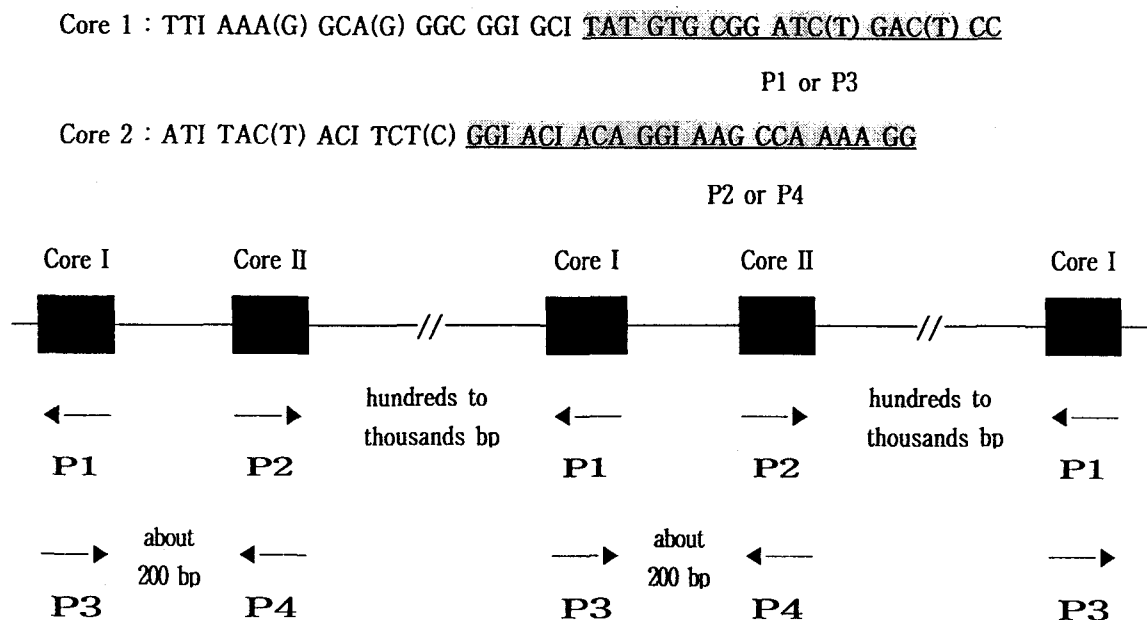 Core 1 : TTI AAA(G) GCA(G) GGC GGI GCI TAT GTG CGG ATC(T) GAC(T) CC
P1 or P3
Core 2 : ATI TAC(T) ACI TCT(C) GGI ACI ACA GGI AAG CCA AAA GG
P2 or P4
Core I Core II Core I Core II Core I
// //
hundreds to hundreds to
thousands bp thousands bp
P1 P2 P1 P2 P1
about about
200 bp 200 bp
P3 P4 P3 P4 P3